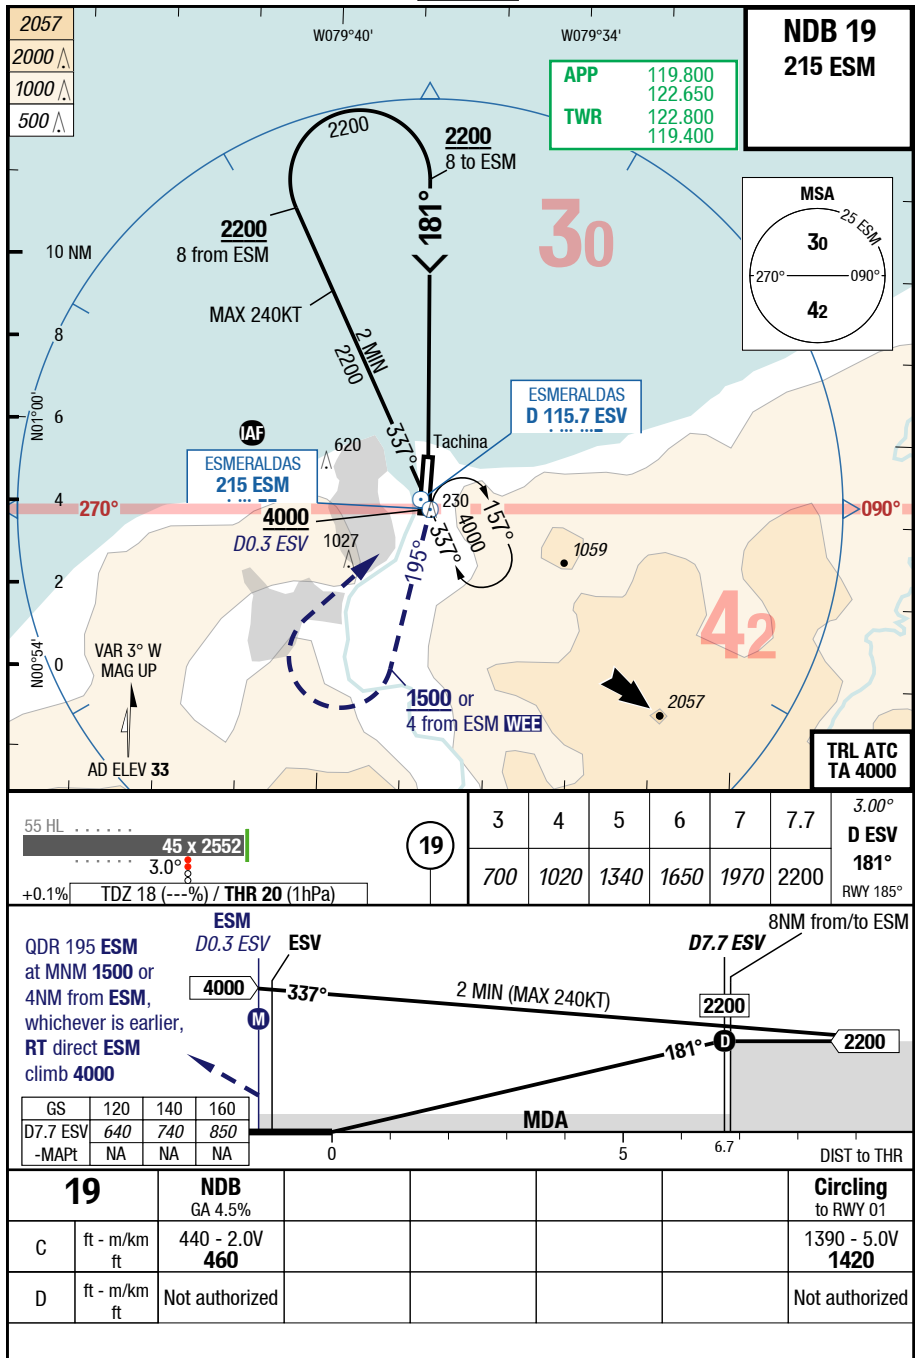 2057
2000
1000
500
W079°40'
W079°34'
NDB 19
215 ESM
APP 119.800
122.650
TWR 122.800
119.400
2200
2200
8 to ESM
181°
2200
8 from ESM
30
MSA
25 ESM
30
270° 090°
42
10 NM
MAX 240KT
8
2 MIN
2200
N01°00'
6
ESMERALDAS
D 115.7 ESV
IAF
620
337°
Tachina
ESMERALDAS
215 ESM
4
270°
4000
D0.3 ESV
230
4000
157°
337°
090°
1027
195°
1059
2
42
N00°54'
0
VAR 3° W
MAG UP
1500 or
4 from ESM WEE
2057
AD ELEV 33
TRL ATC
TA 4000
55 HL
45 x 2552
3.0°
+0.1% TDZ 18 (---%) / THR 20 (1hPa)
19
3 4 5 6 7 7.7 3.00°
D ESV
181°
700 1020 1340 1650 1970 2200 RWY 185°
ESM
D0.3 ESV ESV
D7.7 ESV
8NM from/to ESM
QDR 195 ESM
at MNM 1500 or
4NM from ESM,
whichever is earlier,
RT direct ESM
climb 4000
4000 337° 2 MIN (MAX 240KT) 2200
M
181° D 2200
GS 120 140 160
D7.7 ESV 640 740 850
-MAPt NA NA NA
MDA
0 5 6.7 DIST to THR
19 NDB Circling
GA 4.5% to RWY 01
C ft - m/km 440 - 2.0V 1390 - 5.0V
ft 460 1420
D ft - m/km Not authorized Not authorized
ft